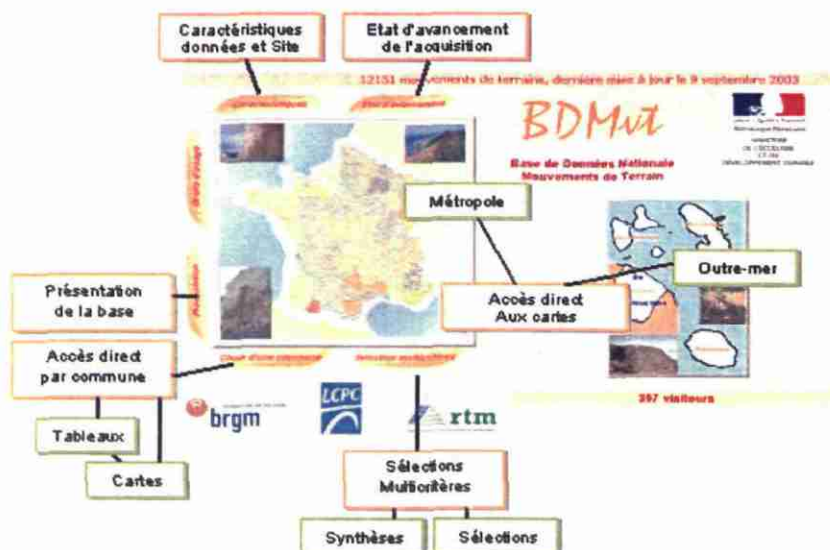 Caractéristiques
données et Site
Etat d'avancement
de l'acquisition
12151 mouvements de terrain, dernière mise à jour le 9 septembre 2003
BDMvt
Base de Données Nationale
Mouvements de Terrain
Métropole
Outre-mer
Accès direct
Aux cartes
Présentation
de la base
Accès direct
par commune
Tableaux
Cartes
brgm
LCPC
rtm
397 visiteurs
Sélections
Multicritères
Synthèses
Sélections